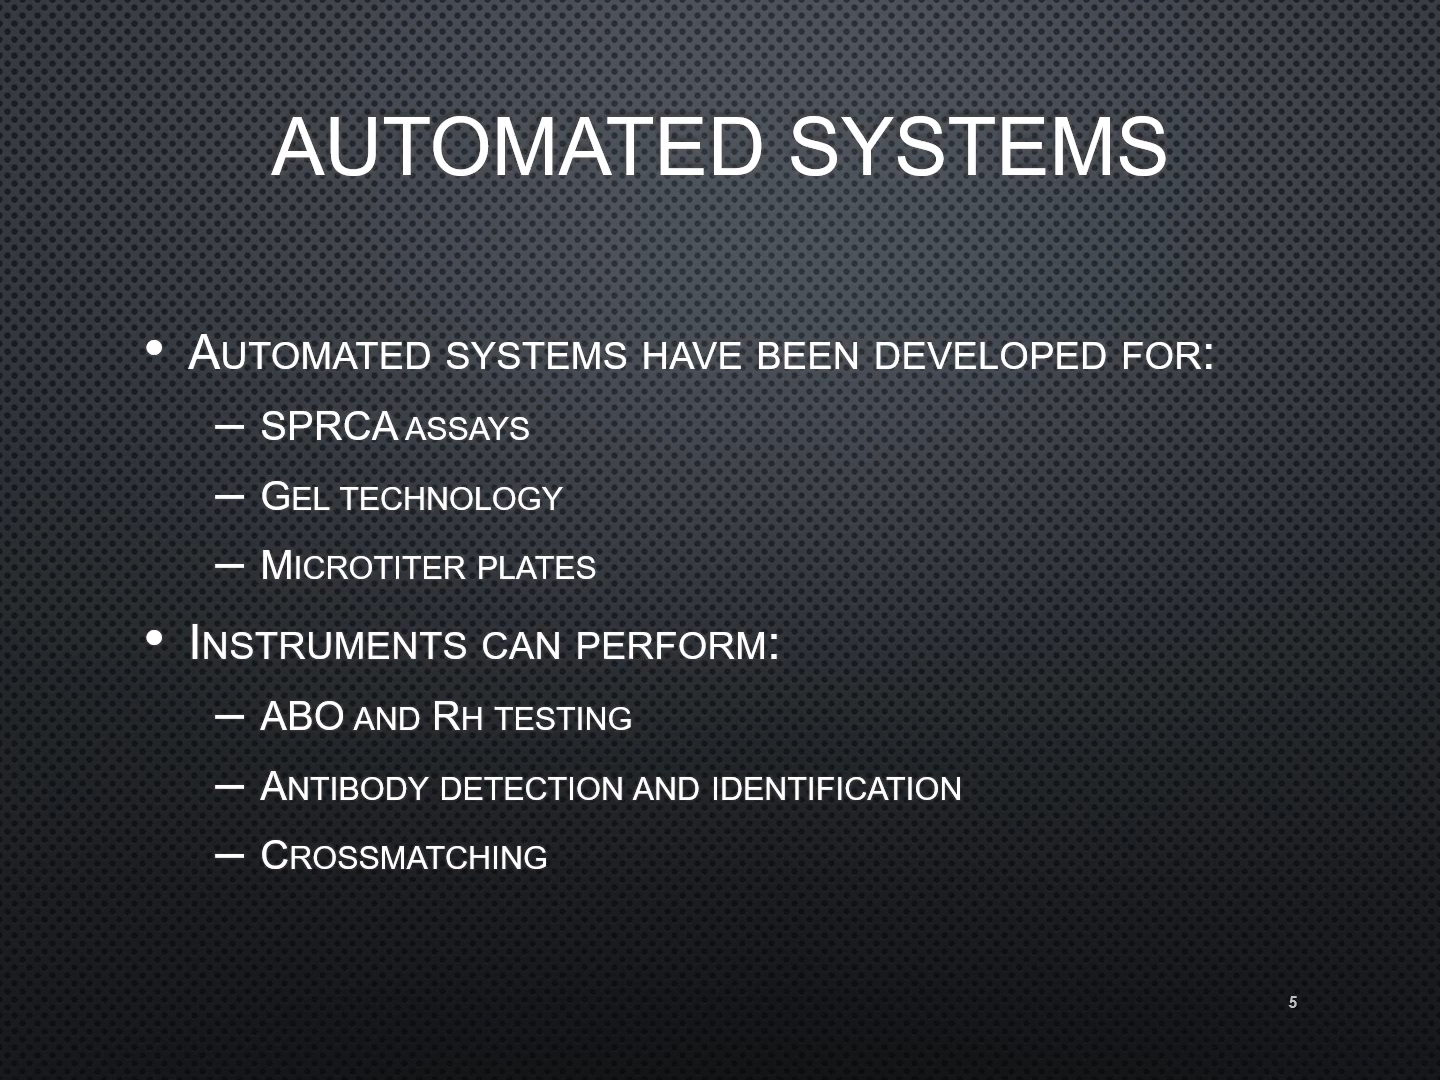 AUTOMATED SYSTEMS
• AUTOMATED SYSTEMS HAVE BEEN DEVELOPED FOR:
– SPRCA ASSAYS
– GEL TECHNOLOGY
– MICROTITER PLATES
• INSTRUMENTS CAN PERFORM:
– ABO AND RH TESTING
– ANTIBODY DETECTION AND IDENTIFICATION
– CROSSMATCHING
5